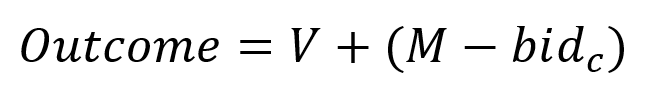 Outcome = V + (M − bid_c)